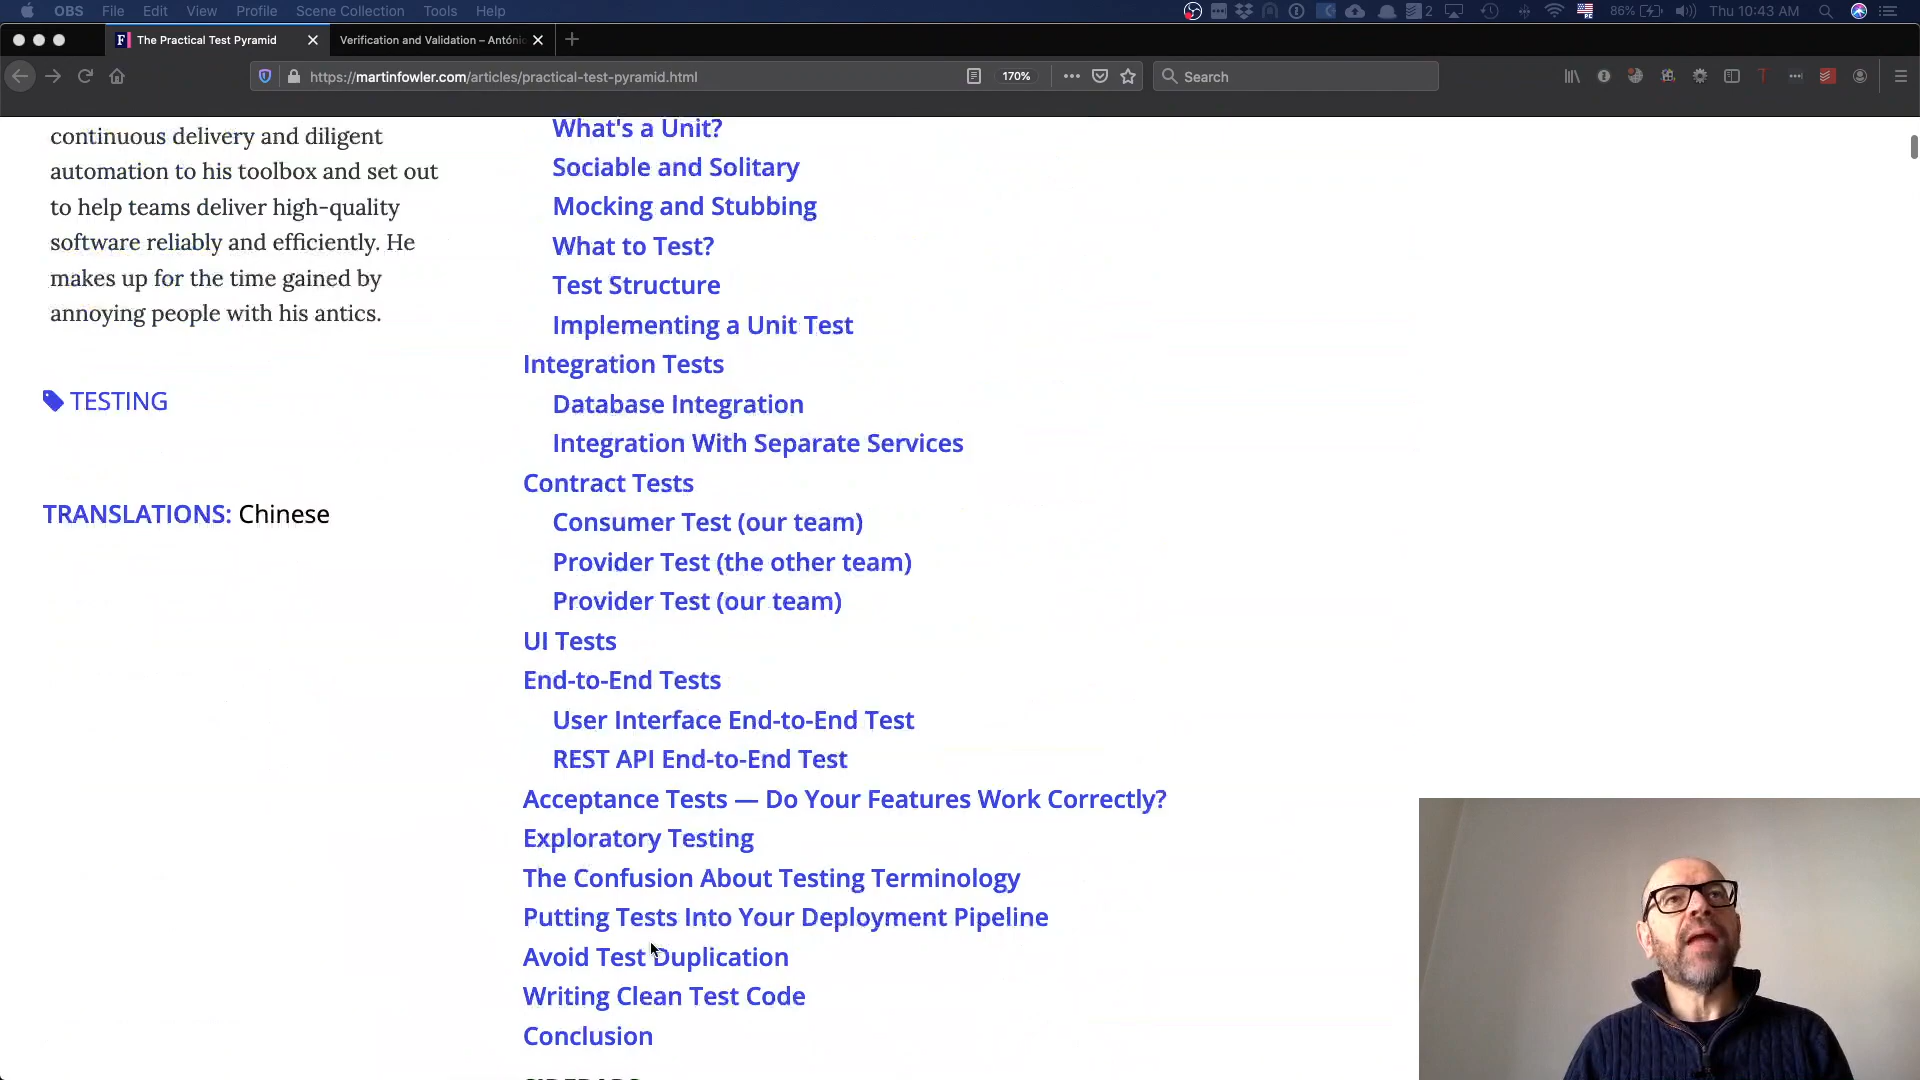 OBS File Edit View Profile Scene Collection Tools Help
2 86% Thu 10:43 AM
The Practical Test Pyramid
Verification and Validation – Antóni
https://martinfowler.com/articles/practical-test-pyramid.html
170%
Search
continuous delivery and diligent
automation to his toolbox and set out
to help teams deliver high-quality
software reliably and efficiently. He
makes up for the time gained by
annoying people with his antics.
TESTING
TRANSLATIONS: Chinese
What's a Unit?
Sociable and Solitary
Mocking and Stubbing
What to Test?
Test Structure
Implementing a Unit Test
Integration Tests
Database Integration
Integration With Separate Services
Contract Tests
Consumer Test (our team)
Provider Test (the other team)
Provider Test (our team)
UI Tests
End-to-End Tests
User Interface End-to-End Test
REST API End-to-End Test
Acceptance Tests — Do Your Features Work Correctly?
Exploratory Testing
The Confusion About Testing Terminology
Putting Tests Into Your Deployment Pipeline
Avoid Test Duplication
Writing Clean Test Code
Conclusion